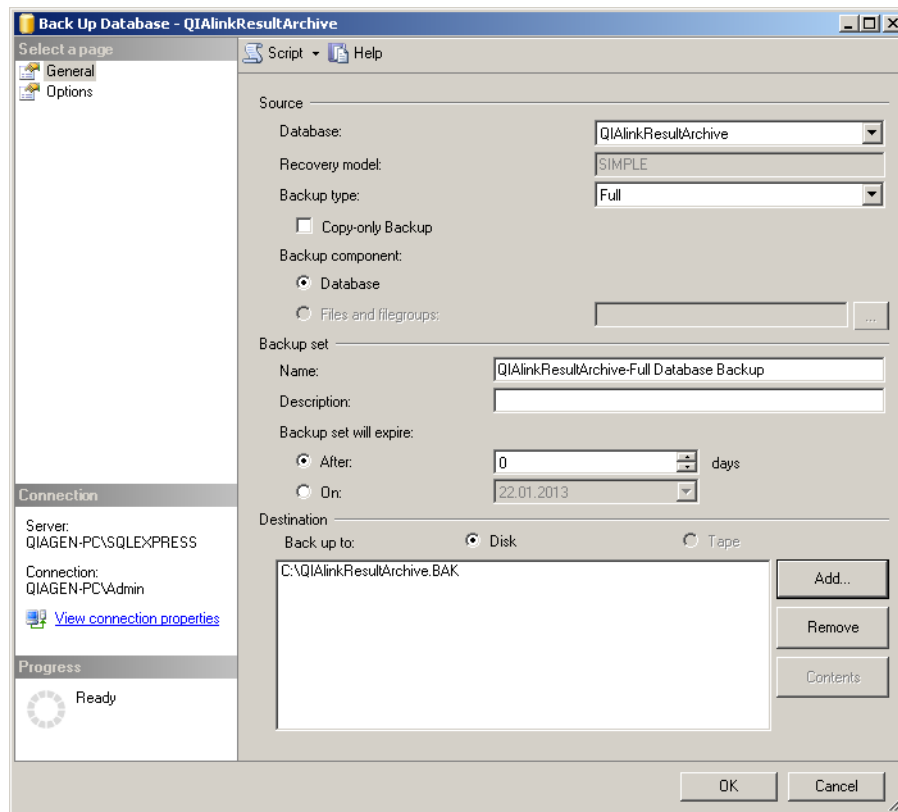 Back Up Database - QIAlinkResultArchive
Select a page
General
Options
Script
Help
Source
Database:
QIAlinkResultArchive
Recovery model:
SIMPLE
Backup type:
Full
Copy-only Backup
Backup component:
Database
Files and filegroups:
...
Backup set
Name:
QIAlinkResultArchive-Full Database Backup
Description:
Backup set will expire:
After:
0
days
On:
22.01.2013
Destination
Back up to:
Disk
Tape
C:\QIAlinkResultArchive.BAK
Add...
Remove
Contents
Connection
Server:
QIAGEN-PC\SQLEXPRESS
Connection:
QIAGEN-PC\Admin
View connection properties
Progress
Ready
OK
Cancel